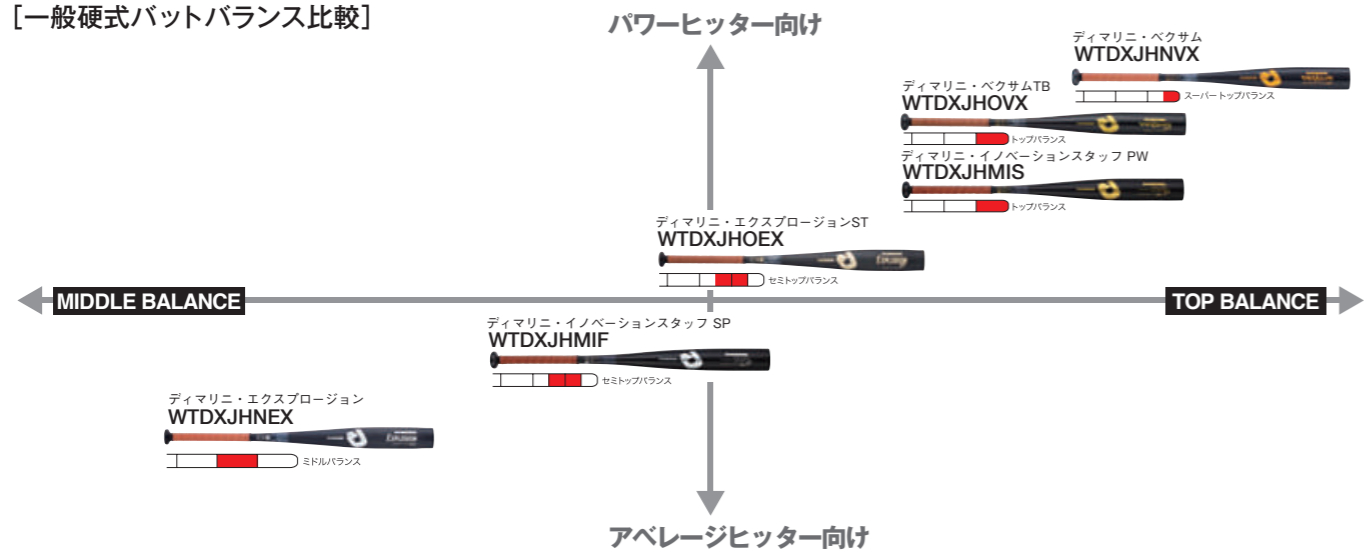 [一般硬式バットバランス比較]
パワーヒッター向け
ディマリニ・ベクサム
WTDXJHNVX
スーパートップバランス
ディマリニ・ベクサムTB
WTDXJHOVX
トップバランス
ディマリニ・イノベーションスタッフ PW
WTDXJHMIS
トップバランス
ディマリニ・エクスプロージョンST
WTDXJHOEX
セミトップバランス
MIDDLE BALANCE
TOP BALANCE
ディマリニ・イノベーションスタッフ SP
WTDXJHMIF
セミトップバランス
ディマリニ・エクスプロージョン
WTDXJHNEX
ミドルバランス
アベレージヒッター向け